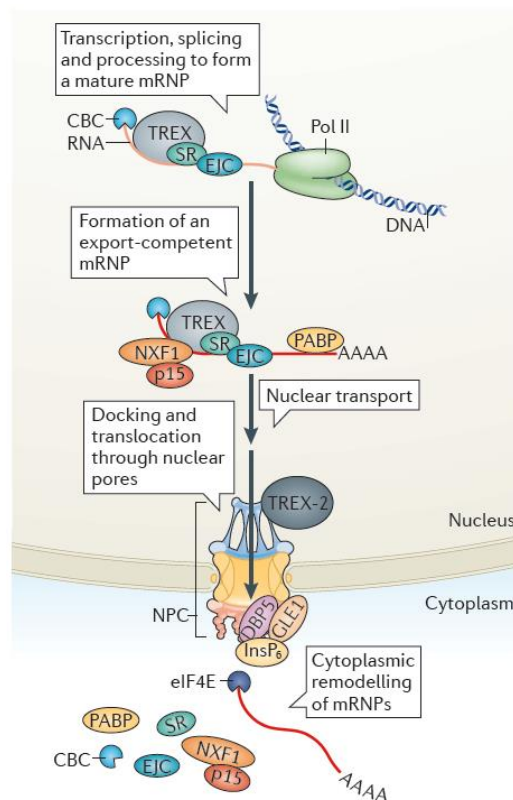 Transcription, splicing
and processing to form
a mature mRNP
CBC
RNA
TREX
SR
EJC
Pol II
DNA
Formation of an
export-competent
mRNP
TREX
SR
EJC
NXF1
p15
PABP
AAAA
Nuclear transport
Docking and
translocation
through nuclear
pores
TREX-2
Nucleus
Cytoplasm
NPC
DBP5
GLE1
InsP₆
eIF4E
Cytoplasmic
remodelling
of mRNPs
PABP
SR
CBC
EJC
NXF1
p15
AAAA